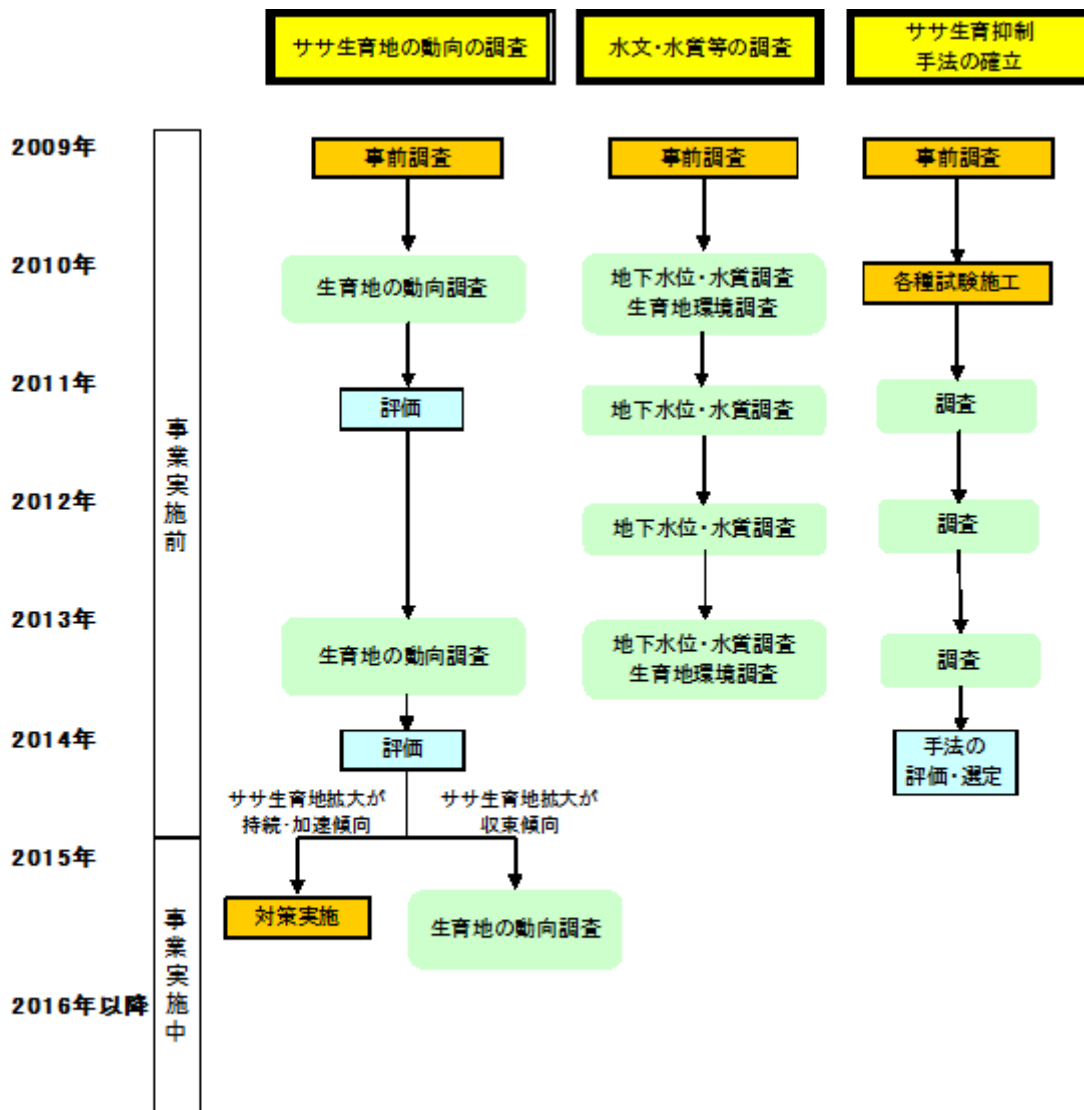 ササ生育地の動向の調査
水文・水質等の調査
ササ生育抑制
手法の確立
2009年
事前調査
事前調査
事前調査
2010年
生育地の動向調査
地下水位・水質調査
生育地環境調査
各種試験施工
2011年
評価
地下水位・水質調査
調査
事業実施前
2012年
地下水位・水質調査
調査
2013年
生育地の動向調査
地下水位・水質調査
生育地環境調査
調査
2014年
評価
手法の
評価・選定
ササ生育地拡大が
持続・加速傾向
ササ生育地拡大が
収束傾向
2015年
対策実施
生育地の動向調査
事業実施中
2016年以降